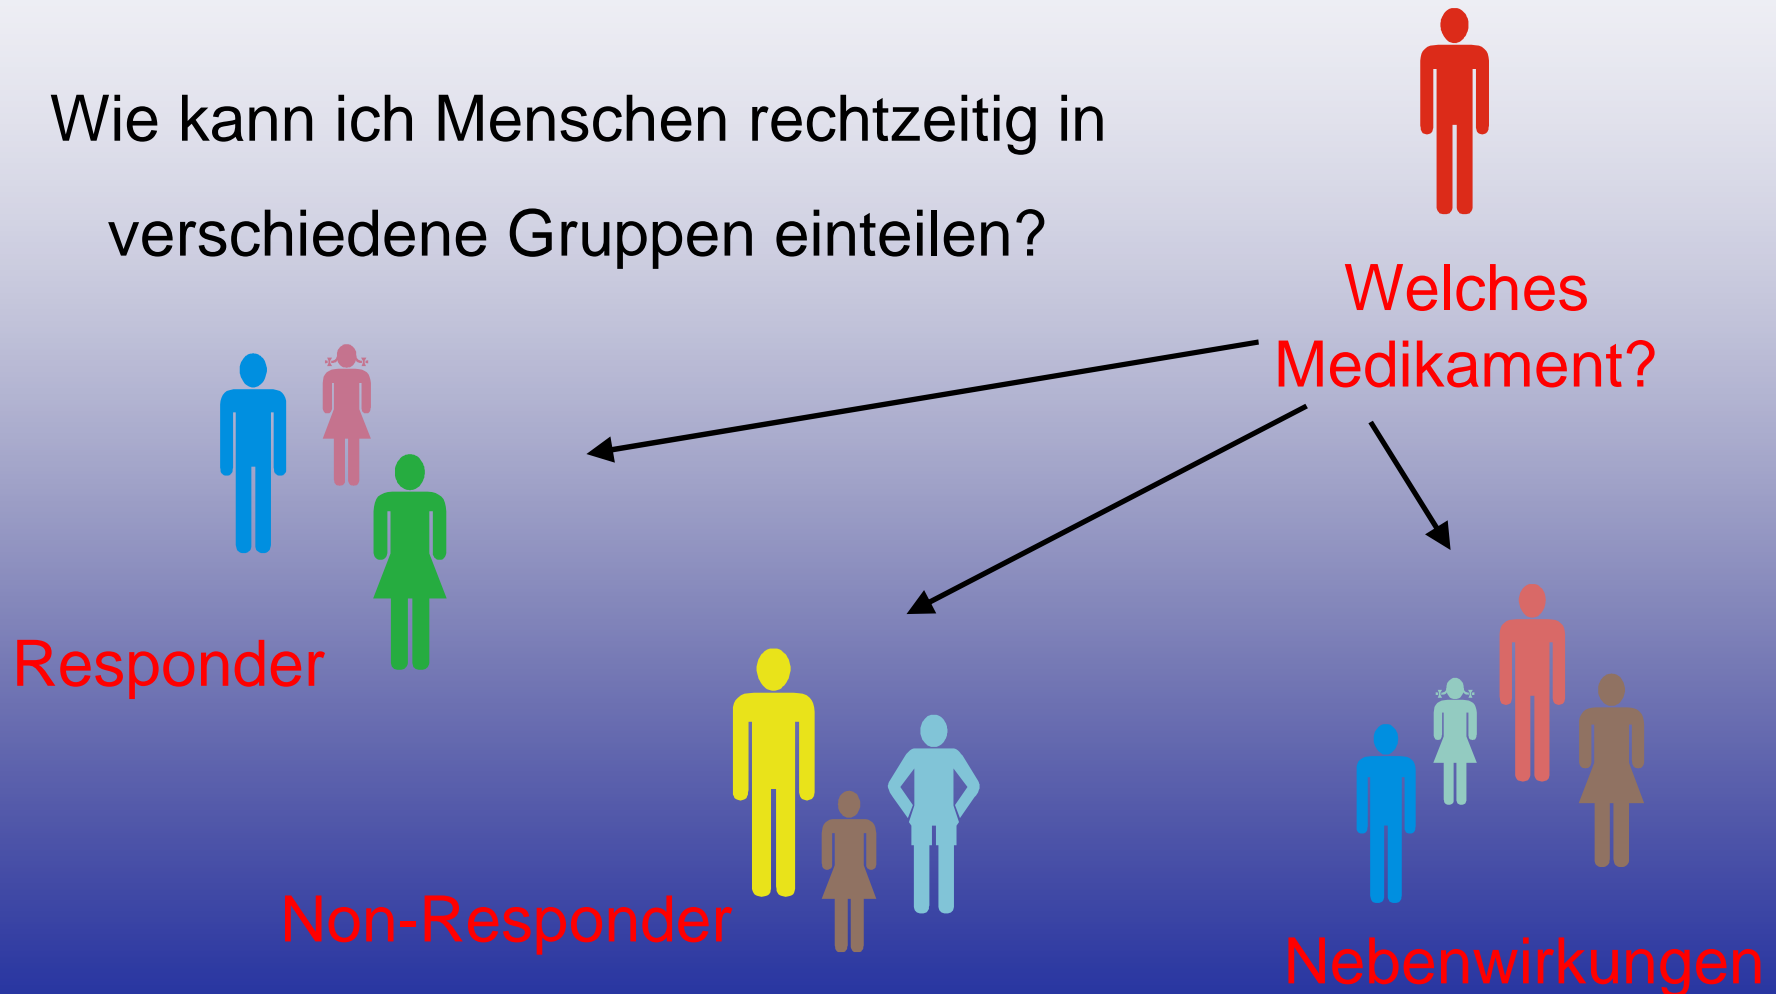 Wie kann ich Menschen rechtzeitig in
verschiedene Gruppen einteilen?
Welches
Medikament?
Responder
Non-Responder
Nebenwirkungen